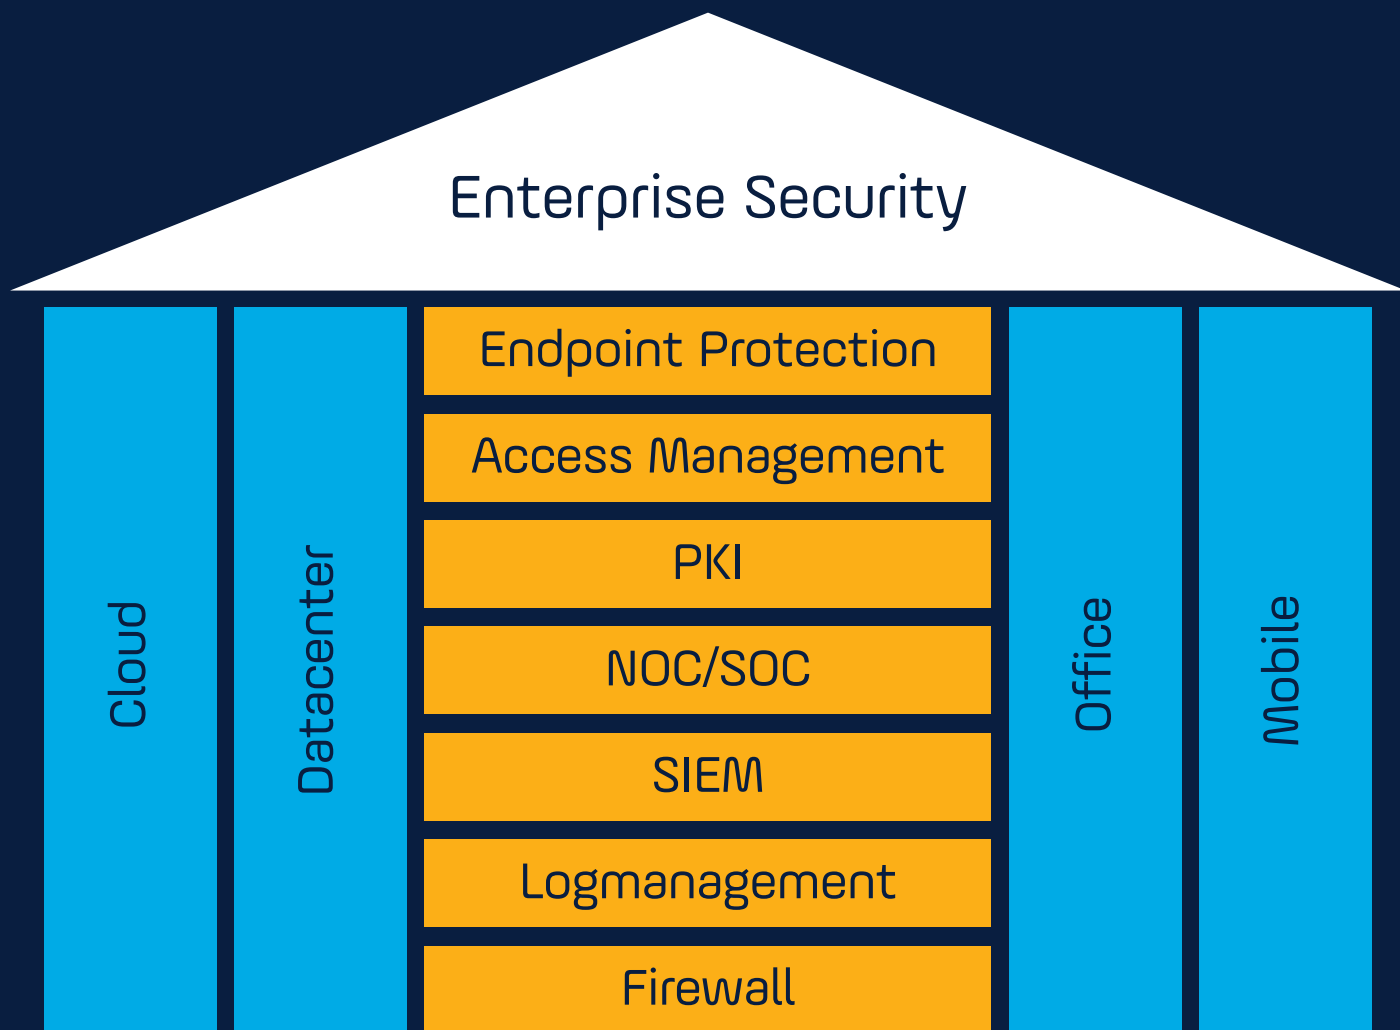 Enterprise Security
Cloud
Datacenter
Endpoint Protection
Access Management
PKI
NOC/SOC
SIEM
Logmanagement
Firewall
Office
Mobile